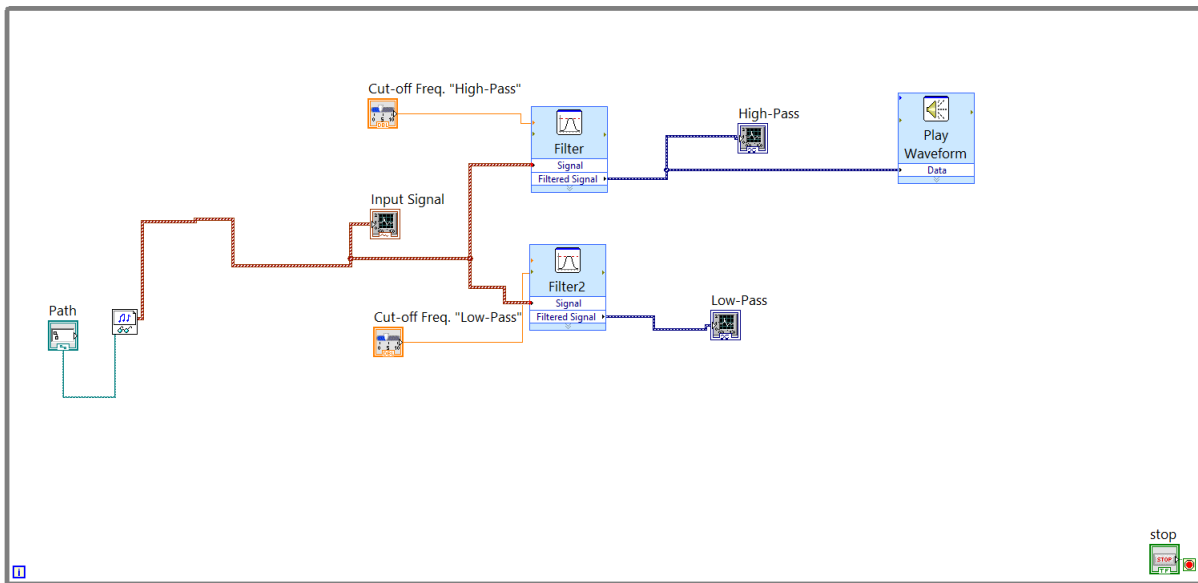 Cut-off Freq. "High-Pass"
Filter
Signal
Filtered Signal
High-Pass
Play
Waveform
Data
Input Signal
Filter2
Signal
Filtered Signal
Low-Pass
Path
Cut-off Freq. "Low-Pass"
stop
STOP
TF
i